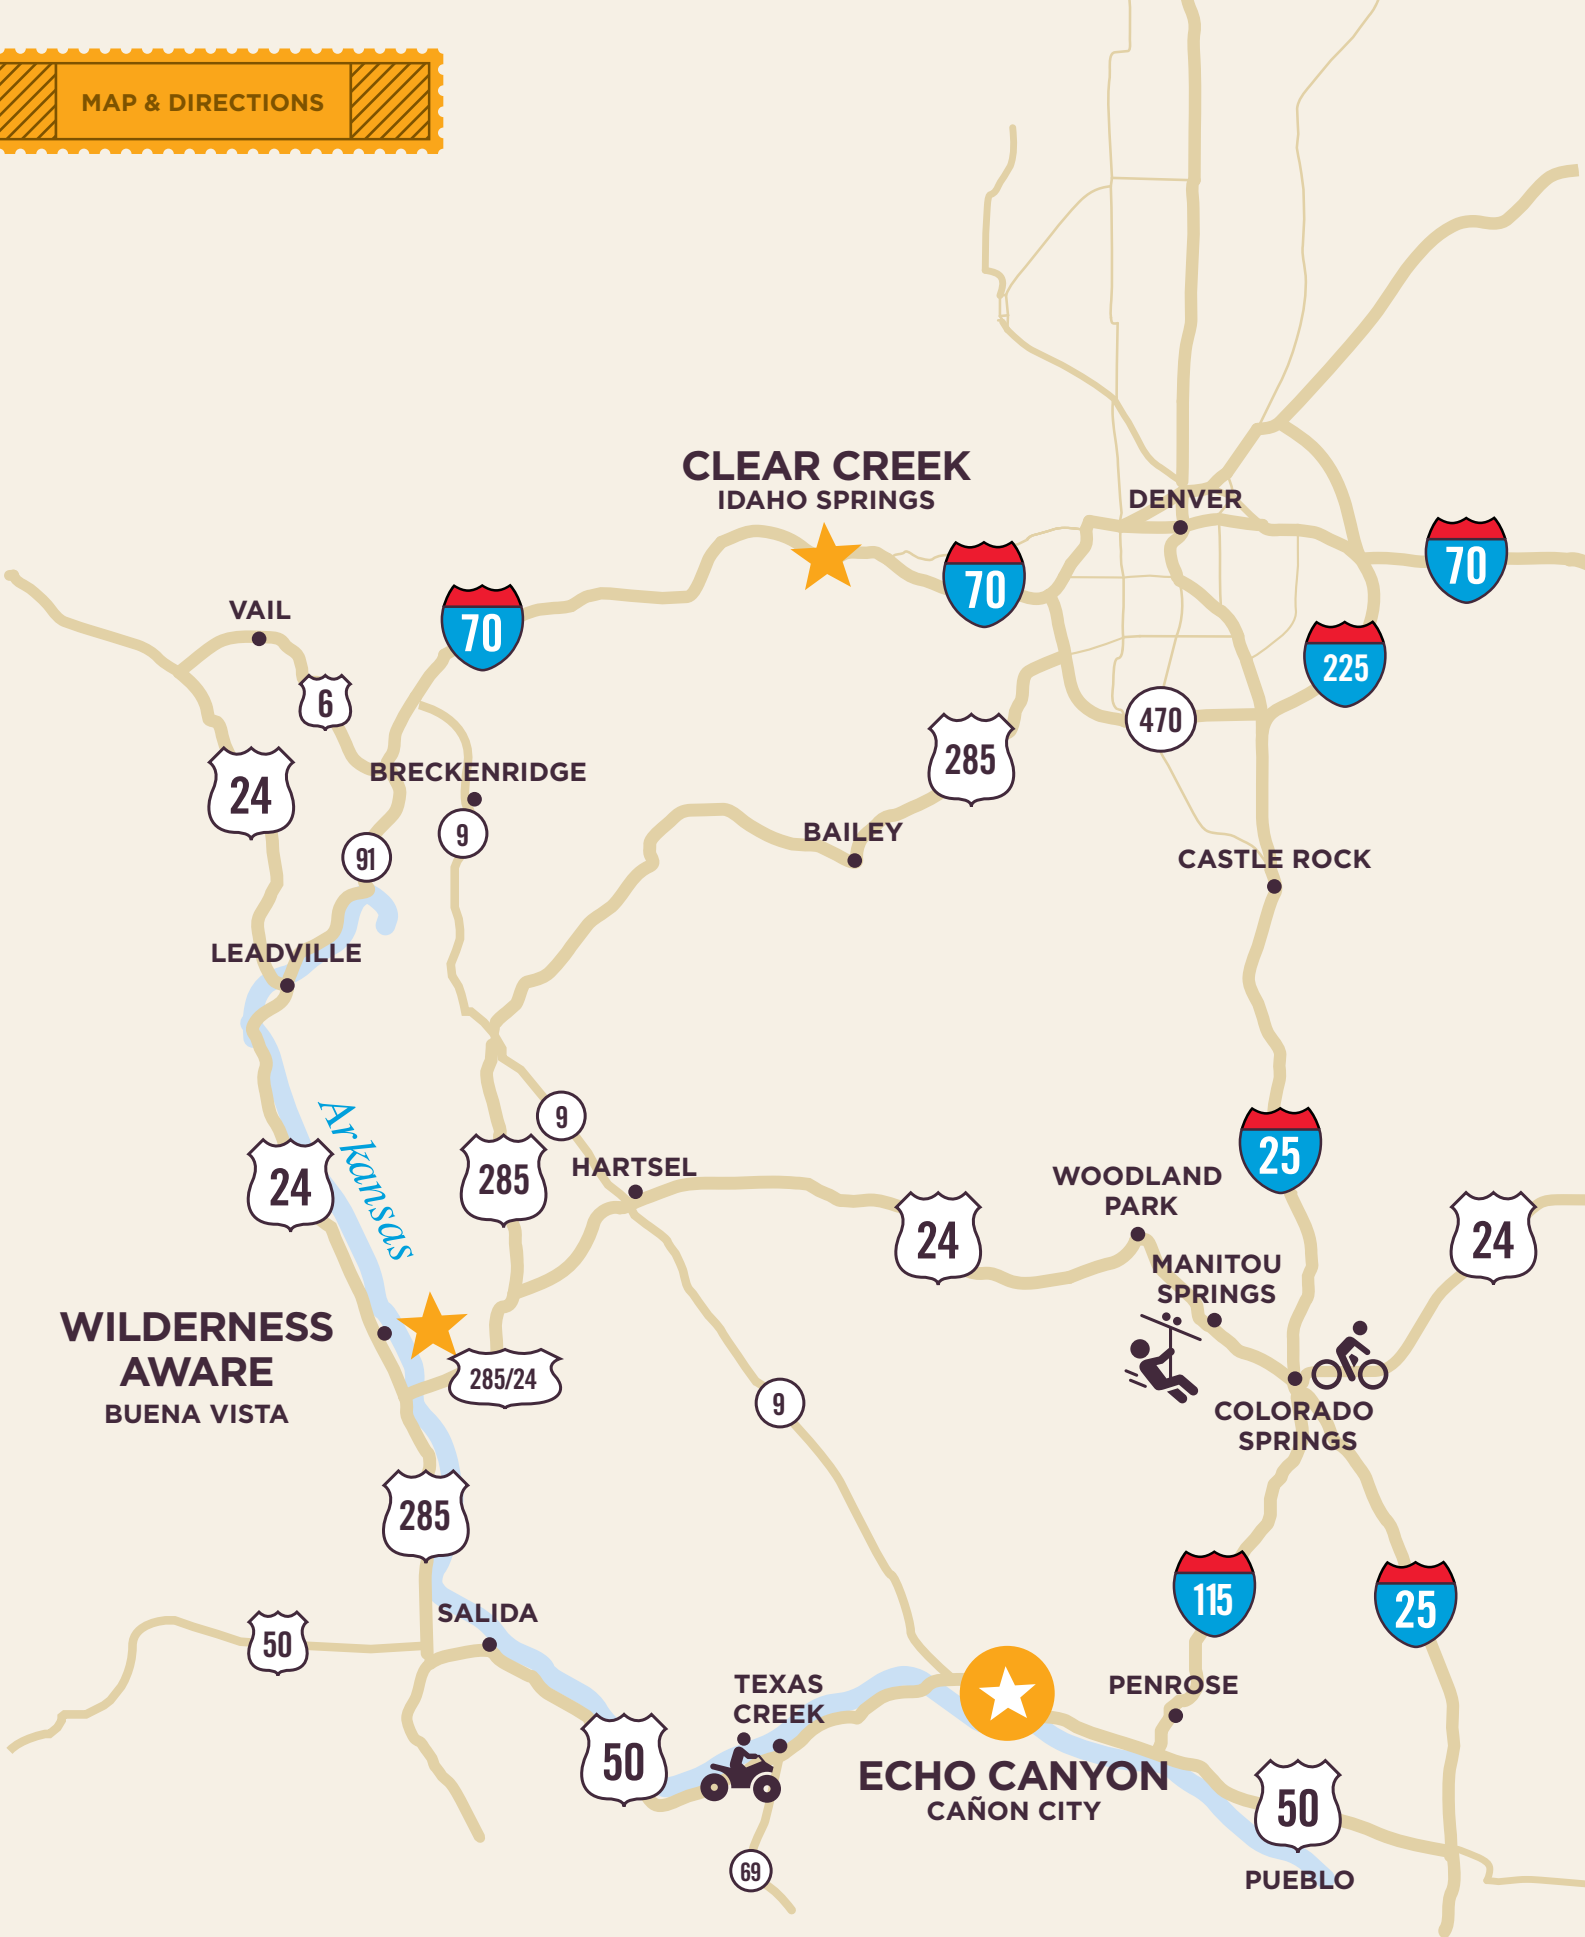 MAP & DIRECTIONS
CLEAR CREEK
IDAHO SPRINGS
DENVER
70
70
70
VAIL
225
6
470
285
24
BRECKENRIDGE
9
BAILEY
91
CASTLE ROCK
LEADVILLE
Arkansas
9
25
HARTSEL
285
24
WOODLAND
PARK
24
24
MANITOU
SPRINGS
WILDERNESS
AWARE
BUENA VISTA
285/24
9
COLORADO
SPRINGS
285
115
25
SALIDA
50
TEXAS
CREEK
PENROSE
50
ECHO CANYON
CAÑON CITY
50
69
PUEBLO